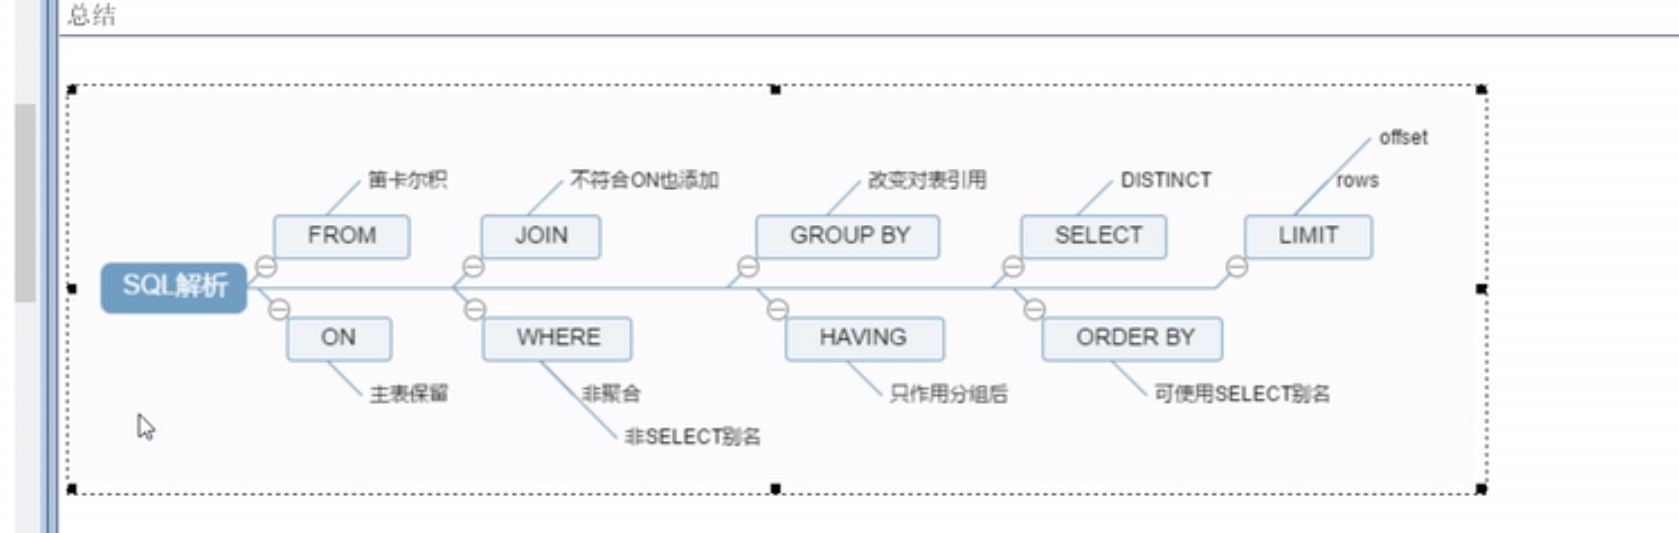 总结
offset
笛卡尔积
不符合ON也添加
改变对表引用
DISTINCT
rows
FROM
JOIN
GROUP BY
SELECT
LIMIT
SQL解析
ON
WHERE
HAVING
ORDER BY
主表保留
非聚合
只作用分组后
可使用SELECT别名
非SELECT别名